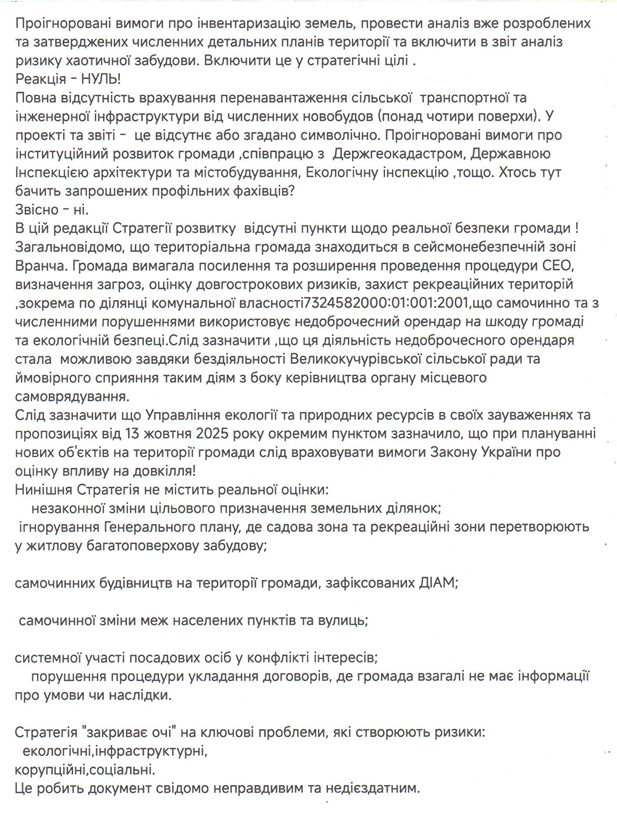 Проігноровані вимоги про інвентаризацію земель, провести аналіз вже розроблених
та затверджених численних детальних планів території та включити в звіт аналіз
ризику хаотичної забудови. Включити це у стратегічні цілі .
Реакція – НУЛЬ!
Повна відсутність врахування перенавантаження сільської  транспортної та
інженерної інфраструктури від численних новобудов (понад чотири поверхи). У
проекті та звіті –  це відсутнє або згадано символічно. Проігноровані вимоги про
інституційний розвиток громади ,співпрацю з  Держгеокадастром, Державною
Інспекцією архітектури та містобудування, Екологічну інспекцію ,тощо. Хтось тут
бачить запрошених профільних фахівців?
Звісно – ні.
В цій редакції Стратегії розвитку  відсутні пункти щодо реальної безпеки громади !
Загальновідомо, що територіальна громада знаходиться в сейсмонебезпечній зоні
Вранча. Громада вимагала посилення та розширення проведення процедури СЕО,
визначення загроз, оцінку довгострокових ризиків, захист рекреаційних територій
,зокрема по ділянці комунальної власності7324582000:01:001:2001,що самочинно та з
численними порушеннями використовує недоброчесний орендар на шкоду громаді
та екологічній безпеці.Слід зазначити ,що ця діяльність недоброчесного орендаря
стала  можливою завдяки бездіяльності Великокучурівської сільської ради та
ймовірного сприяння таким діям з боку керівництва органу місцевого
самоврядування.
Слід зазначити що Управління екології та природних ресурсів в своїх зауваженнях та
пропозиціях від 13 жовтня 2025 року окремим пунктом зазначило, що при плануванні
нових об'єктів на території громади слід враховувати вимоги Закону України про
оцінку впливу на довкілля!
Нинішня Стратегія не містить реальної оцінки:
незаконної зміни цільового призначення земельних ділянок;
ігнорування Генерального плану, де садова зона та рекреаційні зони перетворюють
у житлову багатоповерхову забудову;
самочинних будівництв на території громади, зафіксованих ДІАМ;
самочинної зміни меж населених пунктів та вулиць;
системної участі посадових осіб у конфлікті інтересів;
порушення процедури укладання договорів, де громада взагалі не має інформації
про умови чи наслідки.
Стратегія "закриває очі" на ключові проблеми, які створюють ризики:
екологічні,інфраструктурні,
корупційні,соціальні.
Це робить документ свідомо неправдивим та недієздатним.